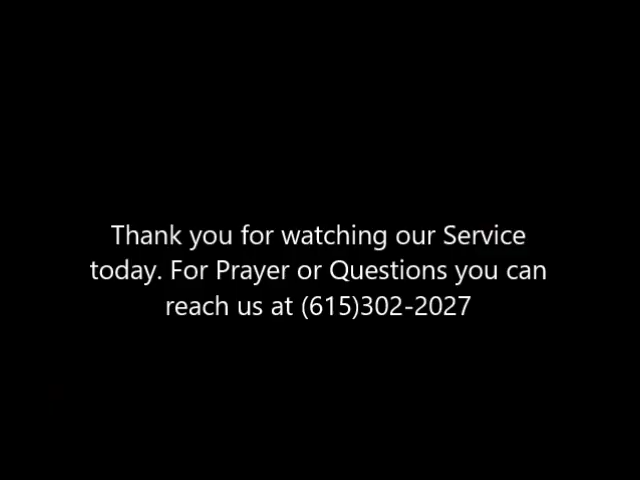 Thank you for watching our Service
today. For Prayer or Questions you can
reach us at (615)302-2027